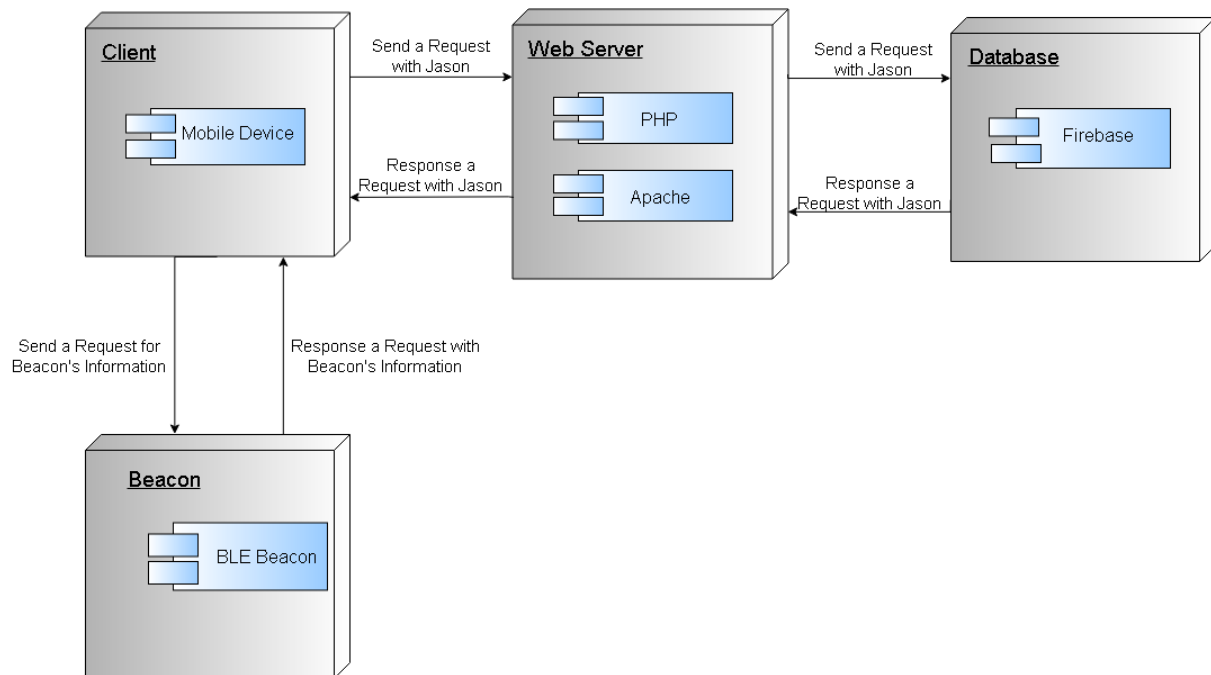 Client
Mobile Device
Send a Request
with Jason
Response a
Request with Jason
Web Server
PHP
Apache
Send a Request
with Jason
Response a
Request with Jason
Database
Firebase
Send a Request for
Beacon's Information
Response a Request with
Beacon's Information
Beacon
BLE Beacon